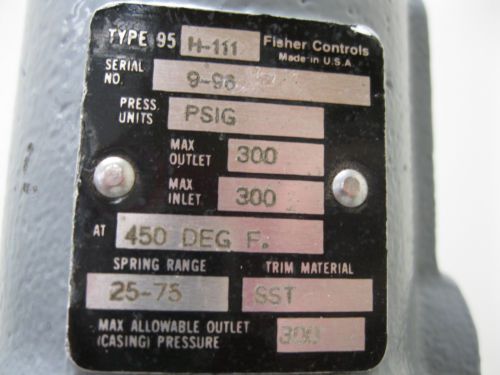 TYPE 95 H-111 Fisher Controls
Made in U.S.A.
SERIAL NO. 9-96
PRESS. UNITS PSIG
MAX OUTLET 300
MAX INLET 300
AT 450 DEG F.
SPRING RANGE TRIM MATERIAL
25-75 SST
MAX ALLOWABLE OUTLET
(CASING) PRESSURE 300